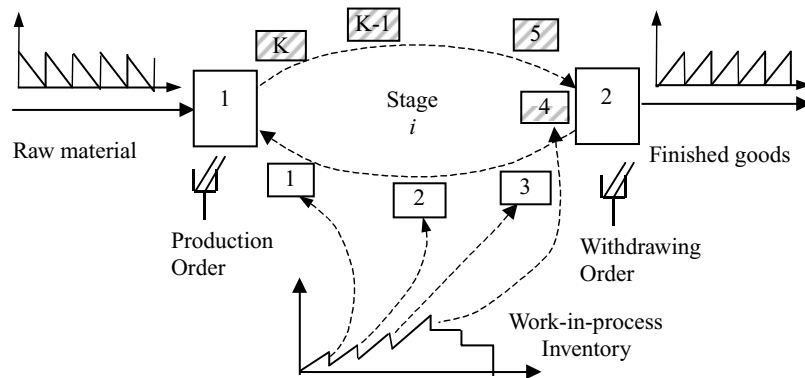 K
K-1
5
1
Stage
i
4
2
Raw material
Finished goods
1
2
3
Production
Order
Withdrawing
Order
Work-in-process
Inventory